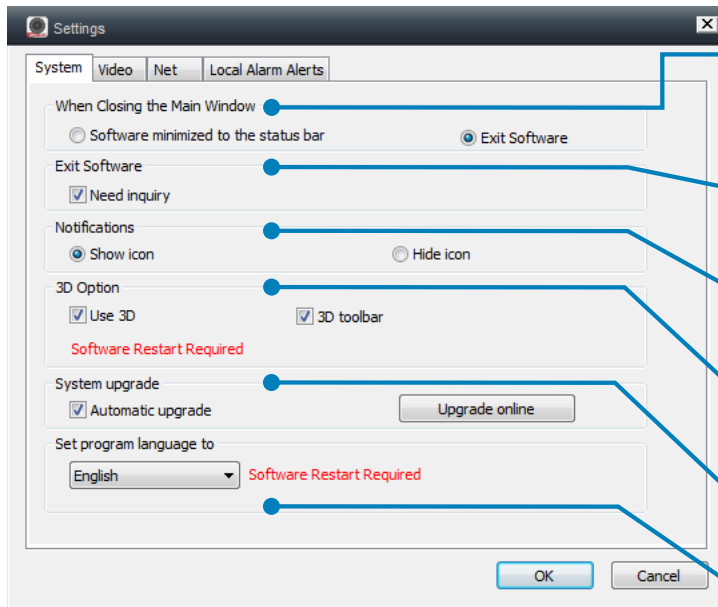 Settings
System Video Net Local Alarm Alerts
When Closing the Main Window
Software minimized to the status bar Exit Software
Exit Software
Need inquiry
Notifications
Show icon Hide icon
3D Option
Use 3D 3D toolbar
Software Restart Required
System upgrade
Automatic upgrade Upgrade online
Set program language to
English Software Restart Required
OK Cancel